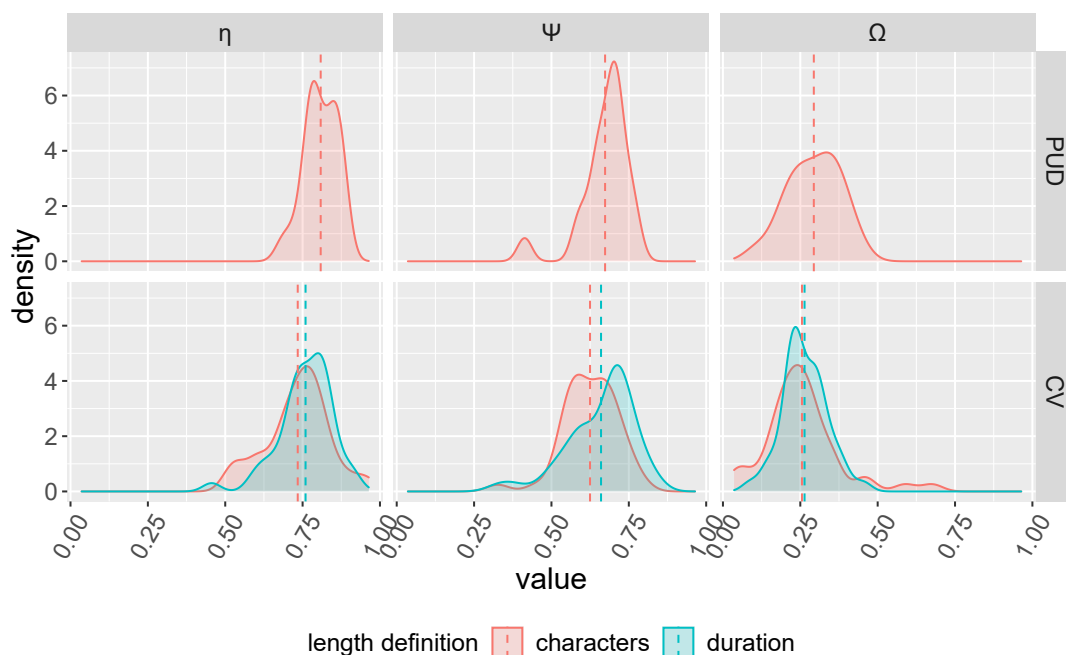 η Ψ Ω
6
4
2
0
PUD
density
6
4
2
0
CV
0.00 0.25 0.50 0.75 1.00 0.00 0.25 0.50 0.75 1.00 0.00 0.25 0.50 0.75 1.00
value
length definition characters duration